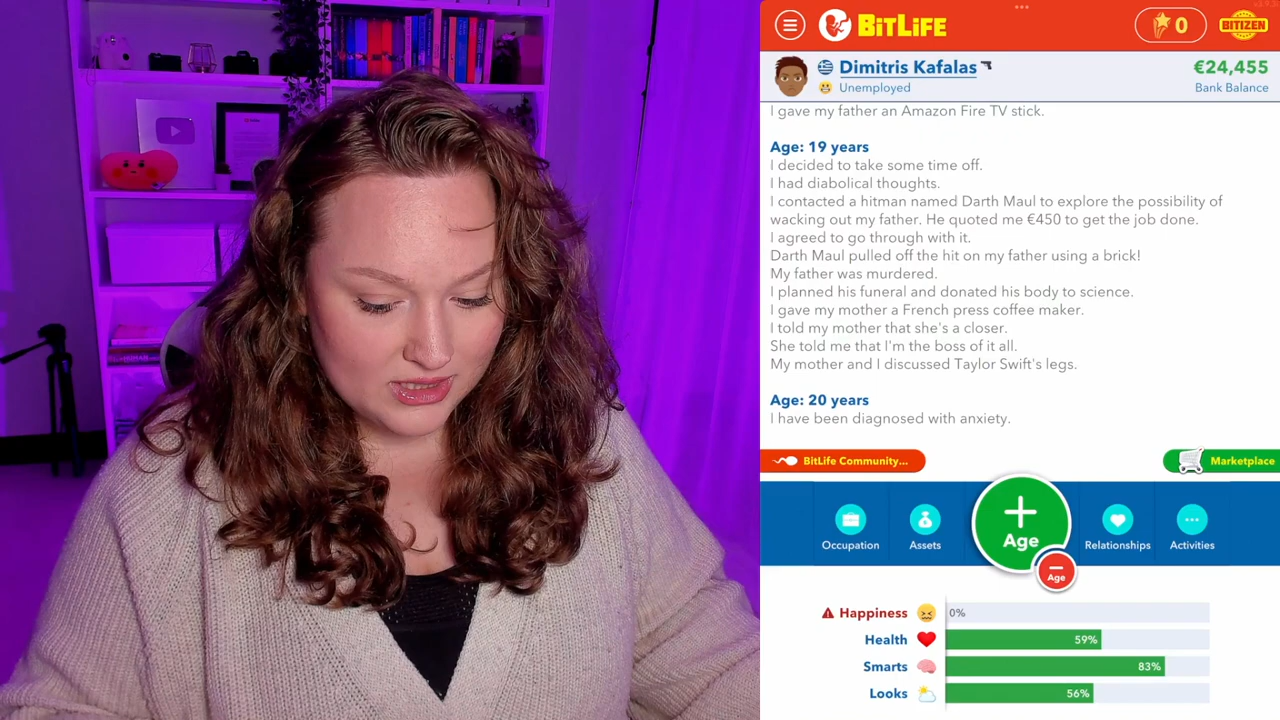 BITLIFE
0
BITIZEN
Dimitris Kafalas
€24,455
Unemployed
Bank Balance
I gave my father an Amazon Fire TV stick.
Age: 19 years
I decided to take some time off.
I had diabolical thoughts.
I contacted a hitman named Darth Maul to explore the possibility of
wacking out my father. He quoted me €450 to get the job done.
I agreed to go through with it.
Darth Maul pulled off the hit on my father using a brick!
My father was murdered.
I planned his funeral and donated his body to science.
I gave my mother a French press coffee maker.
I told my mother that she's a closer.
She told me that I'm the boss of it all.
My mother and I discussed Taylor Swift's legs.
Age: 20 years
I have been diagnosed with anxiety.
BitLife Community...
Marketplace
Occupation
Assets
Age
Relationships
Activities
Age
Happiness
0%
Health
59%
Smarts
83%
Looks
56%